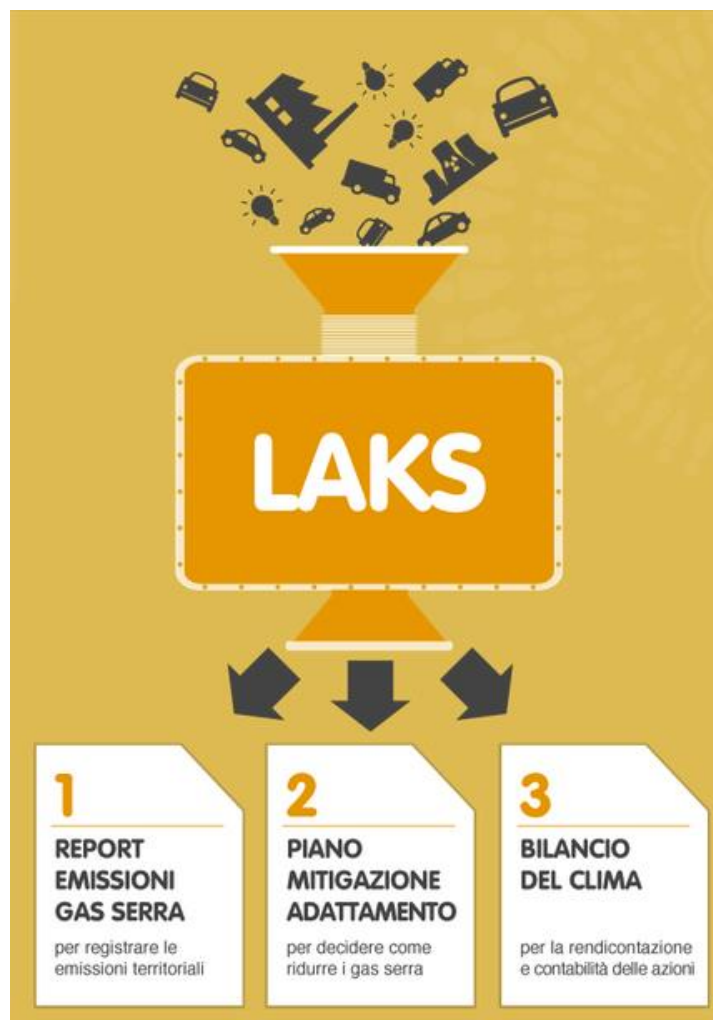 LAKS
1
REPORT
EMISSIONI
GAS SERRA
per registrare le
emissioni territoriali
2
PIANO
MITIGAZIONE
ADATTAMENTO
per decidere come
ridurre i gas serra
3
BILANCIO
DEL CLIMA
per la rendicontazione
e contabilità delle azioni